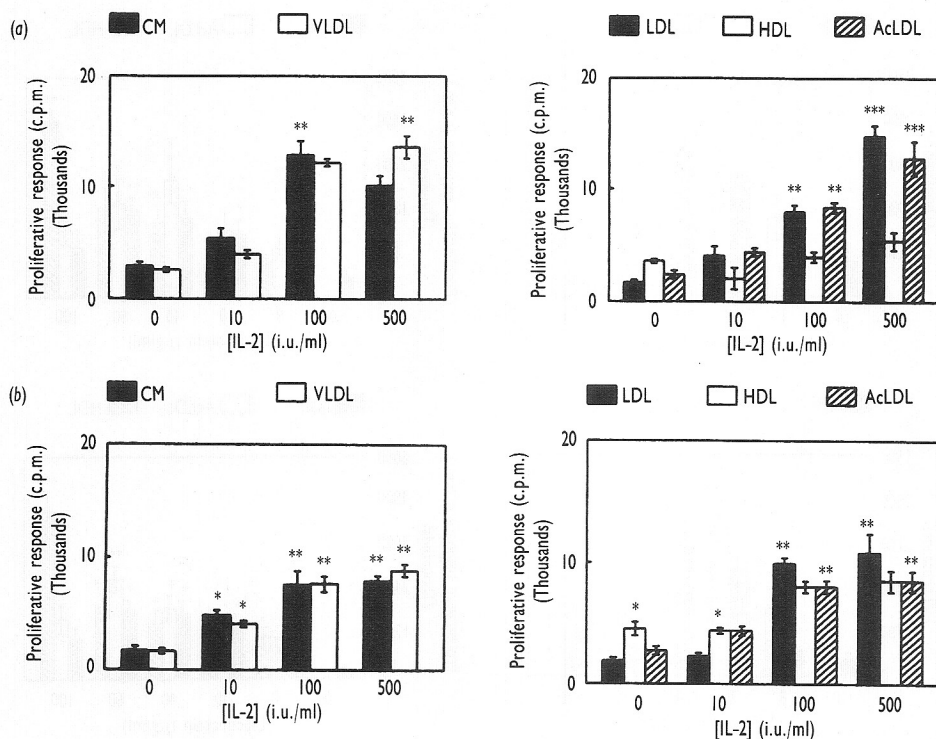 (a)
CM VLDL
Proliferative response (c.p.m.)
(Thousands)
20
10
0
** **
0 10 100 500
[IL–2] (i.u./ml)
LDL HDL AcLDL
Proliferative response (c.p.m.)
(Thousands)
20
10
0
** ** *** ***
0 10 100 500
[IL–2] (i.u./ml)
(b)
CM VLDL
Proliferative response (c.p.m.)
(Thousands)
20
10
0
* * ** ** ** **
0 10 100 500
[IL–2] (i.u./ml)
LDL HDL AcLDL
Proliferative response (c.p.m.)
(Thousands)
20
10
0
* * ** ** ** **
0 10 100 500
[IL–2] (i.u./ml)